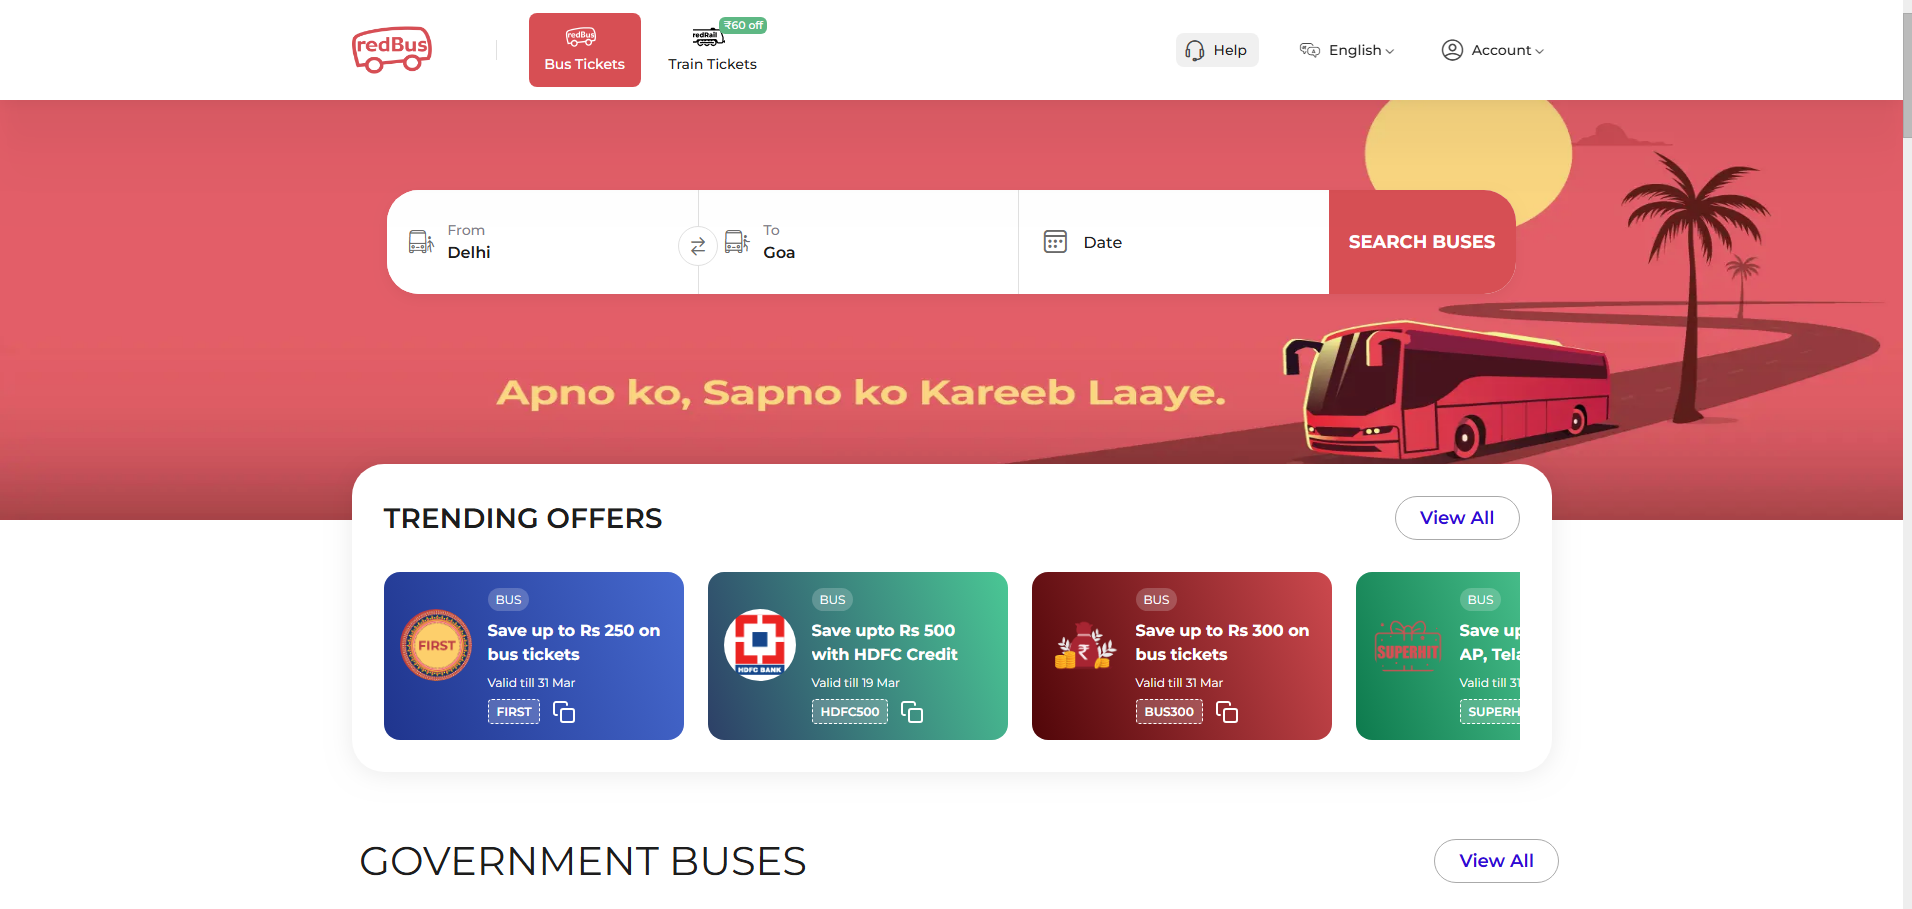 redBus
redBus
Bus Tickets
redRail
₹60 off
Train Tickets
Help
English
Account
From
Delhi
To
Goa
Date
SEARCH BUSES
Apno ko, Sapno ko Kareeb Laaye.
TRENDING OFFERS
View All
FIRST
BUS
Save up to Rs 250 on
bus tickets
Valid till 31 Mar
FIRST
HDFC BANK
BUS
Save upto Rs 500
with HDFC Credit
Valid till 19 Mar
HDFC500
₹
BUS
Save up to Rs 300 on
bus tickets
Valid till 31 Mar
BUS300
SUPERHIT
BUS
Save up
AP, Tela
Valid till 31
SUPERH
GOVERNMENT BUSES
View All